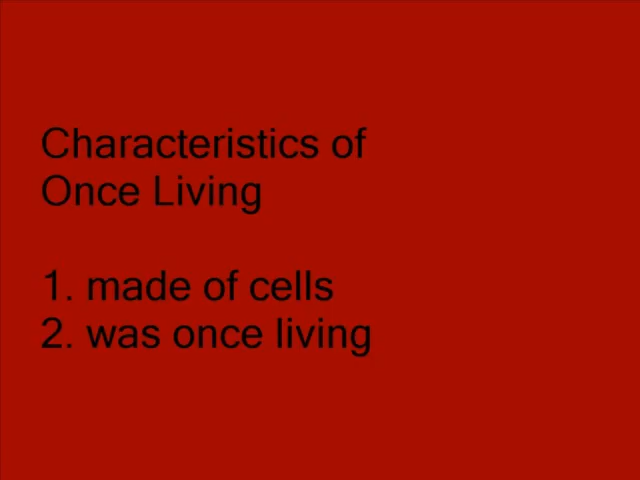 Characteristics of
Once Living
1. made of cells
2. was once living